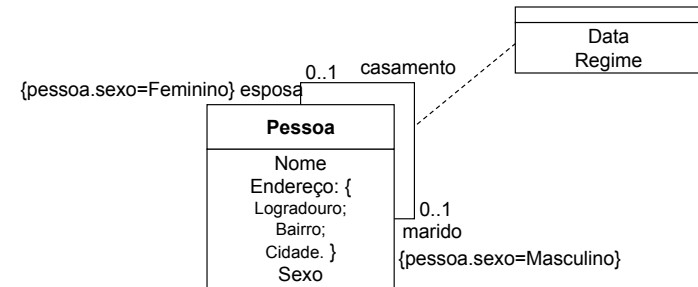 Data
Regime
0..1 casamento
{pessoa.sexo=Feminino} esposa
Pessoa
Nome
Endereço: {
Logradouro;
Bairro;
Cidade. }
Sexo
0..1
marido
{pessoa.sexo=Masculino}